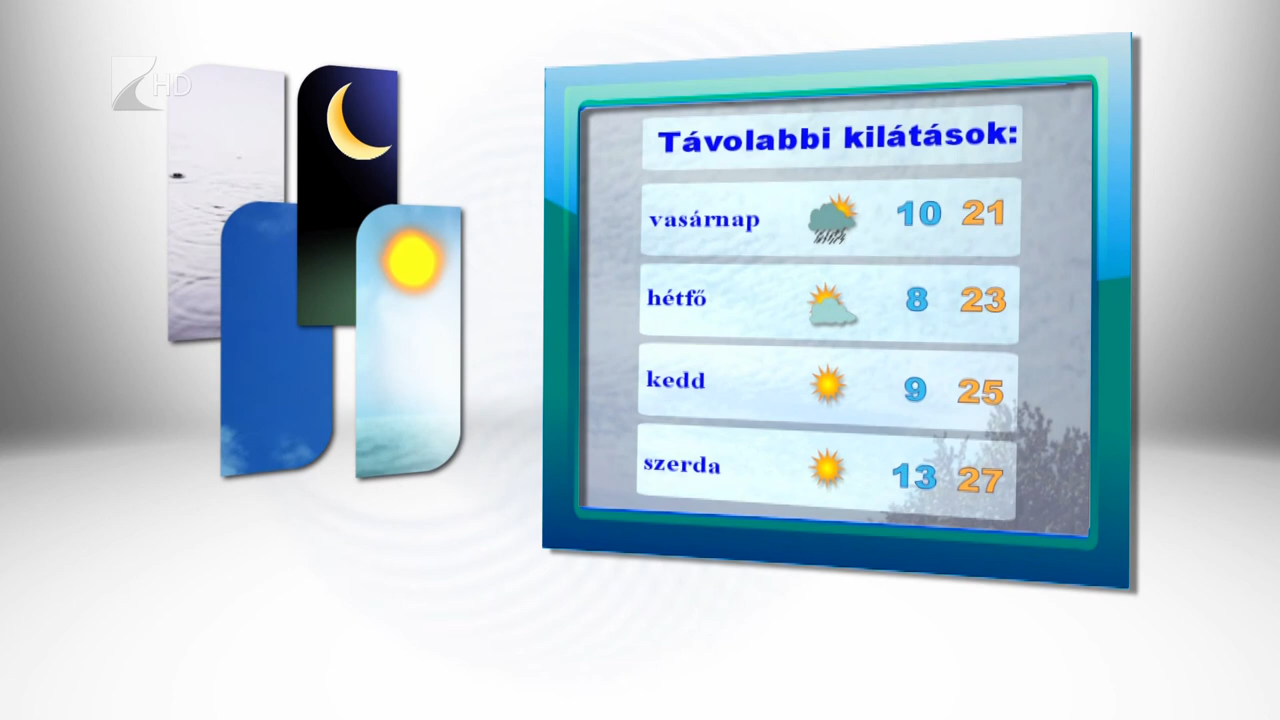 HD
Távolabbi kilátások:
vasárnap 10 21
hétfő 8 23
kedd 9 25
szerda 13 27